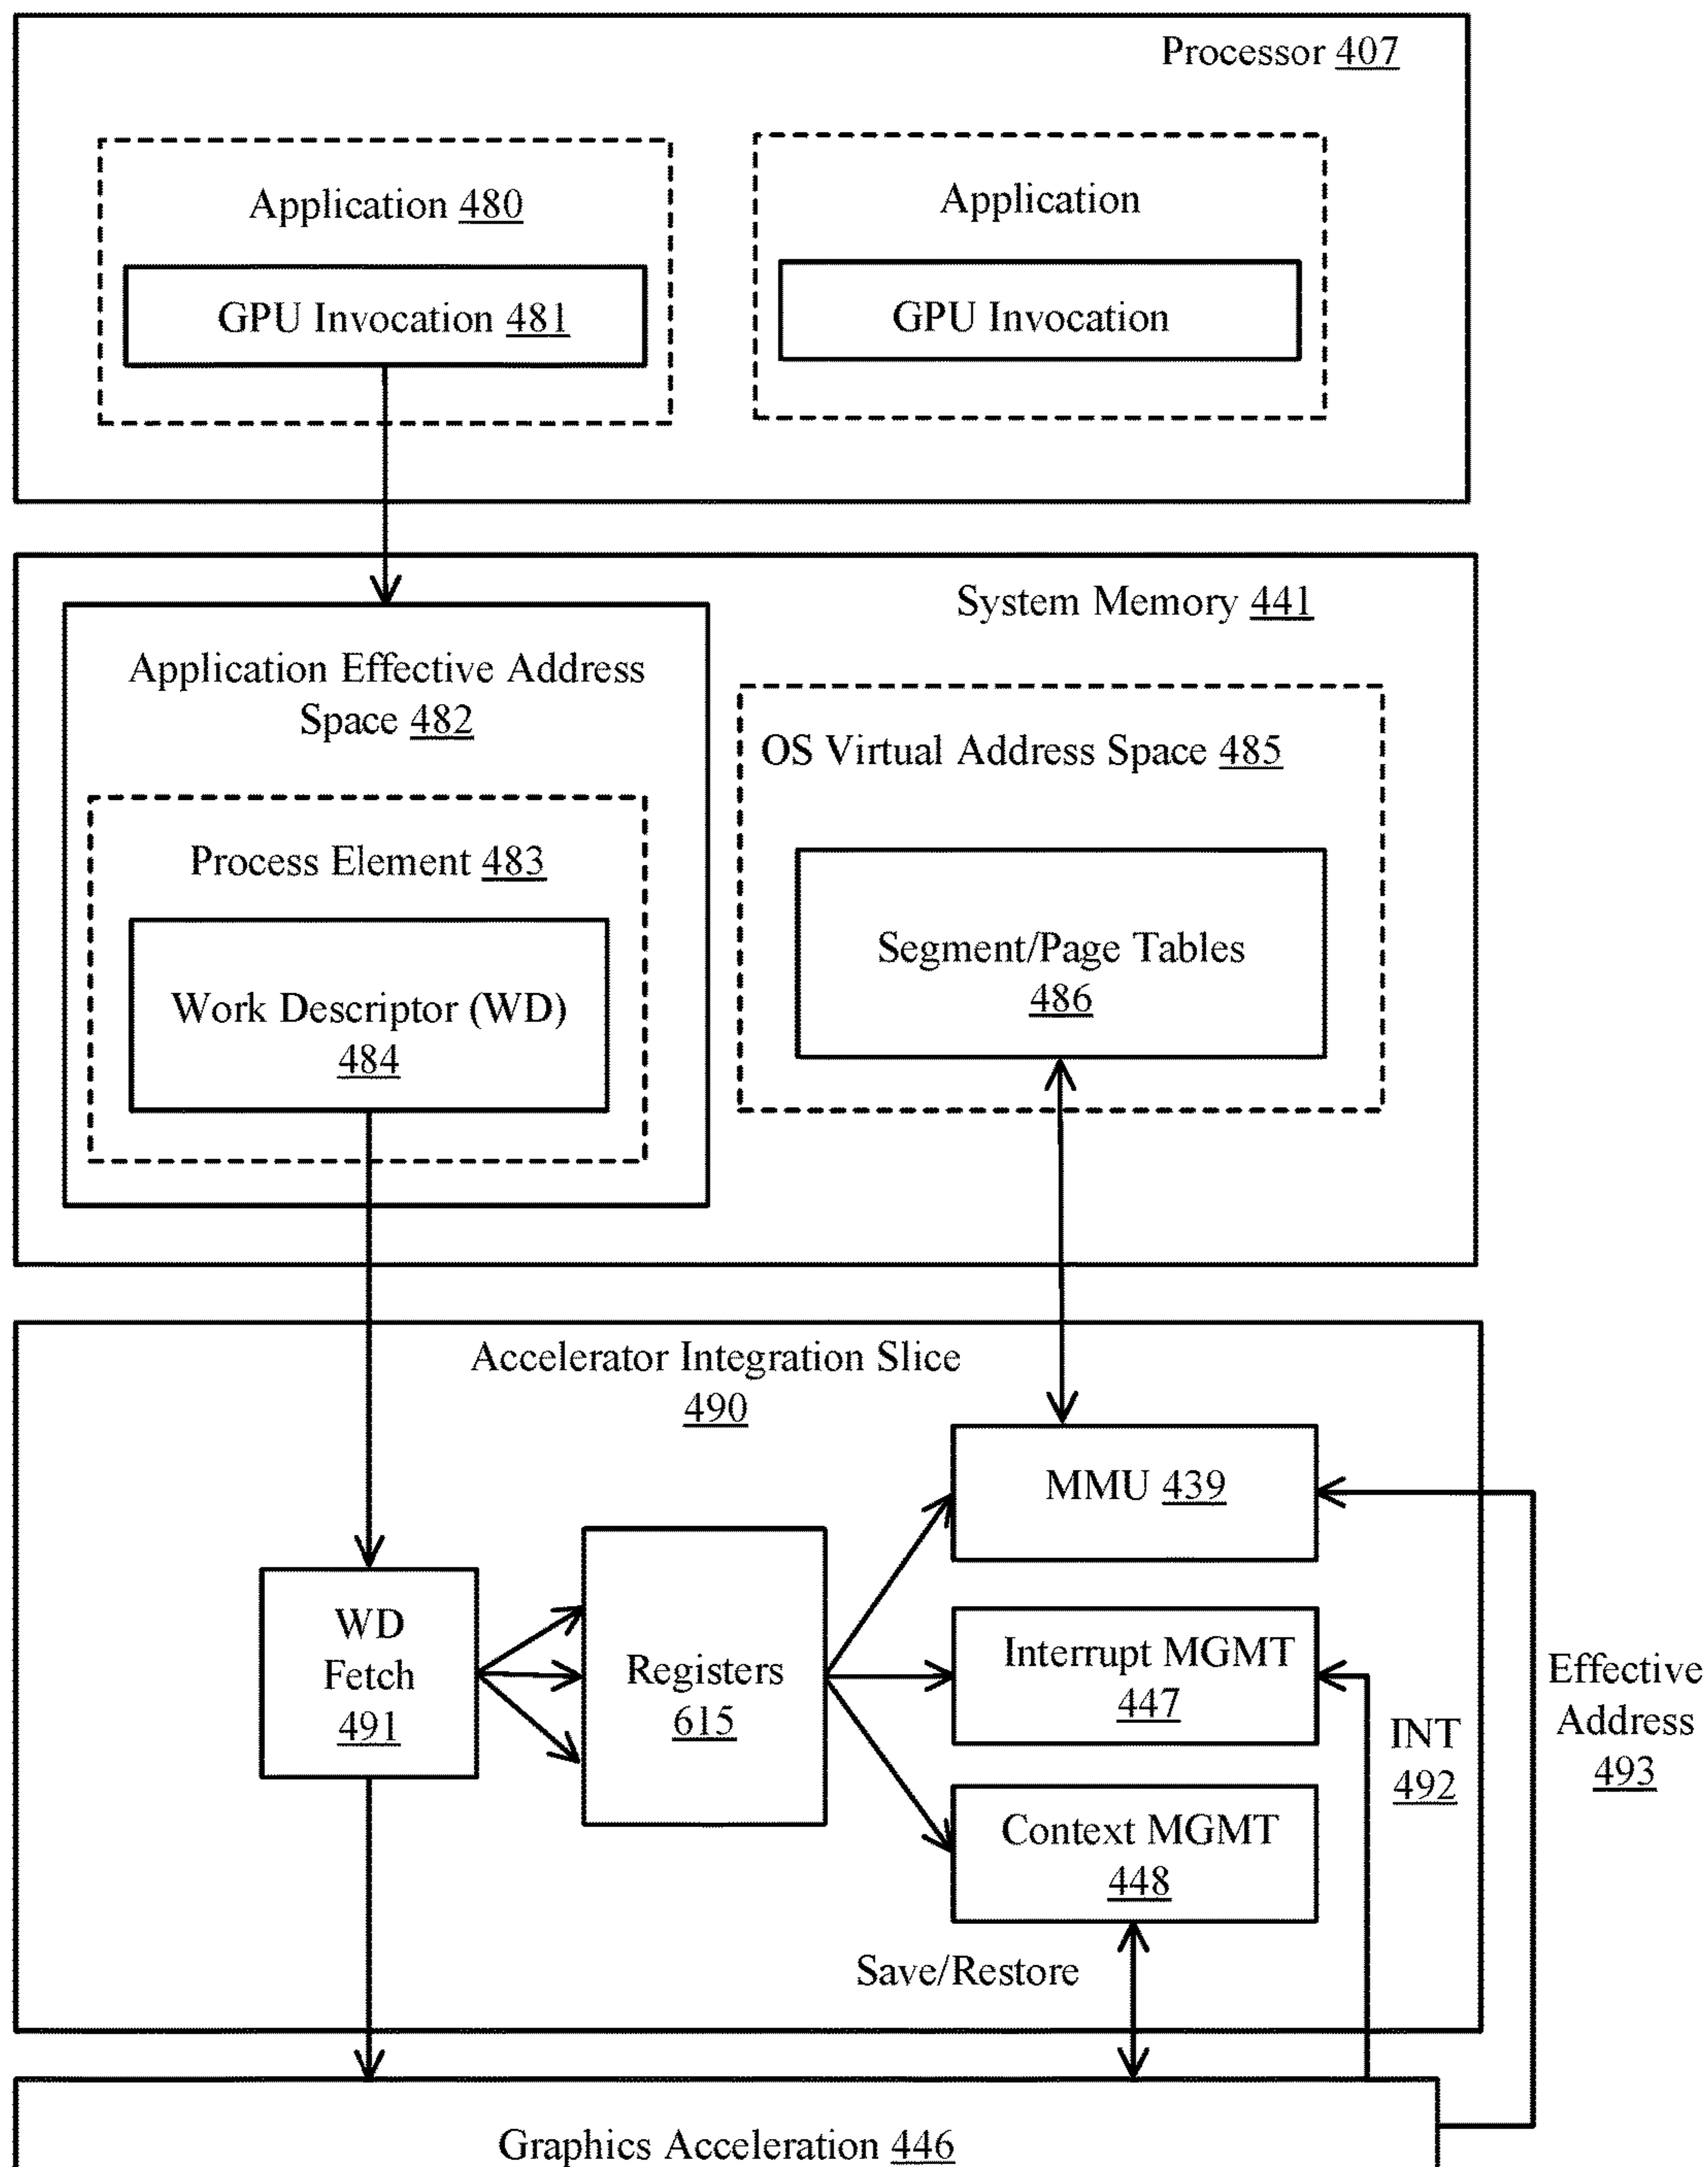 Processor 407
Application 480
GPU Invocation 481
Application
GPU Invocation
System Memory 441
Application Effective Address
Space 482
Process Element 483
Work Descriptor (WD)
484
OS Virtual Address Space 485
Segment/Page Tables
486
Accelerator Integration Slice
490
WD
Fetch
491
Registers
615
MMU 439
Interrupt MGMT
447
Context MGMT
448
Save/Restore
INT
492
Effective
Address
493
Graphics Acceleration 446